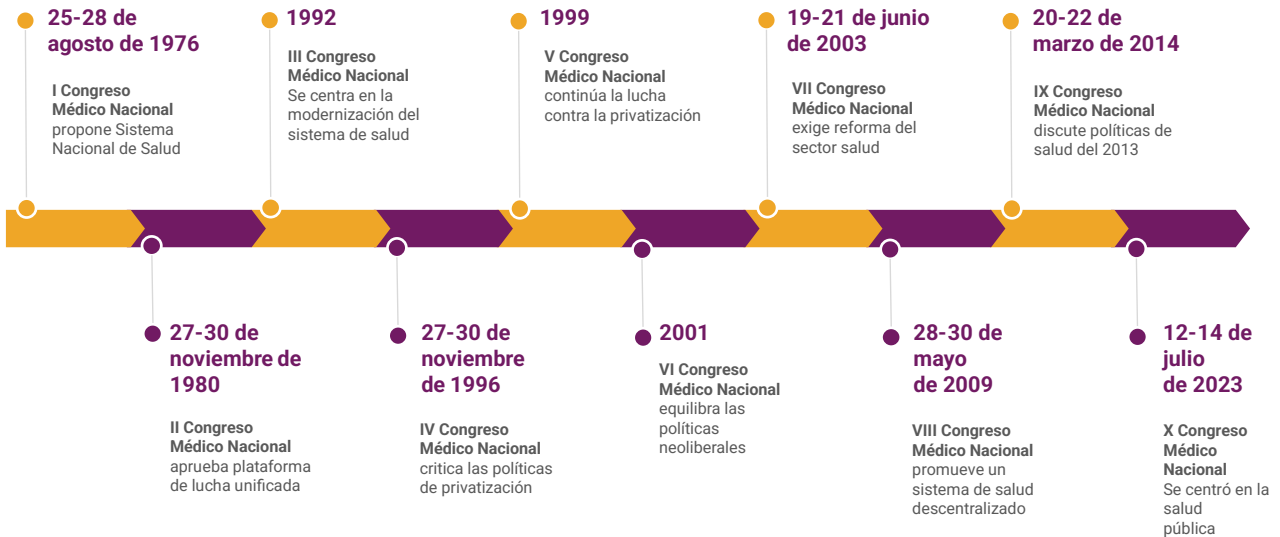 25-28 de
agosto de 1976
I Congreso
Médico Nacional
propone Sistema
Nacional de Salud
1992
III Congreso
Médico Nacional
Se centra en la
modernización del
sistema de salud
1999
V Congreso
Médico Nacional
continúa la lucha
contra la privatización
19-21 de junio
de 2003
VII Congreso
Médico Nacional
exige reforma del
sector salud
20-22 de
marzo de 2014
IX Congreso
Médico Nacional
discute políticas de
salud del 2013
27-30 de
noviembre de
1980
II Congreso
Médico Nacional
aprueba plataforma
de lucha unificada
27-30 de
noviembre
de 1996
IV Congreso
Médico Nacional
critica las políticas
de privatización
2001
VI Congreso
Médico Nacional
equilibra las
políticas
neoliberales
28-30 de
mayo
de 2009
VIII Congreso
Médico Nacional
promueve un
sistema de salud
descentralizado
12-14 de
julio
de 2023
X Congreso
Médico
Nacional
Se centró en la
salud
pública